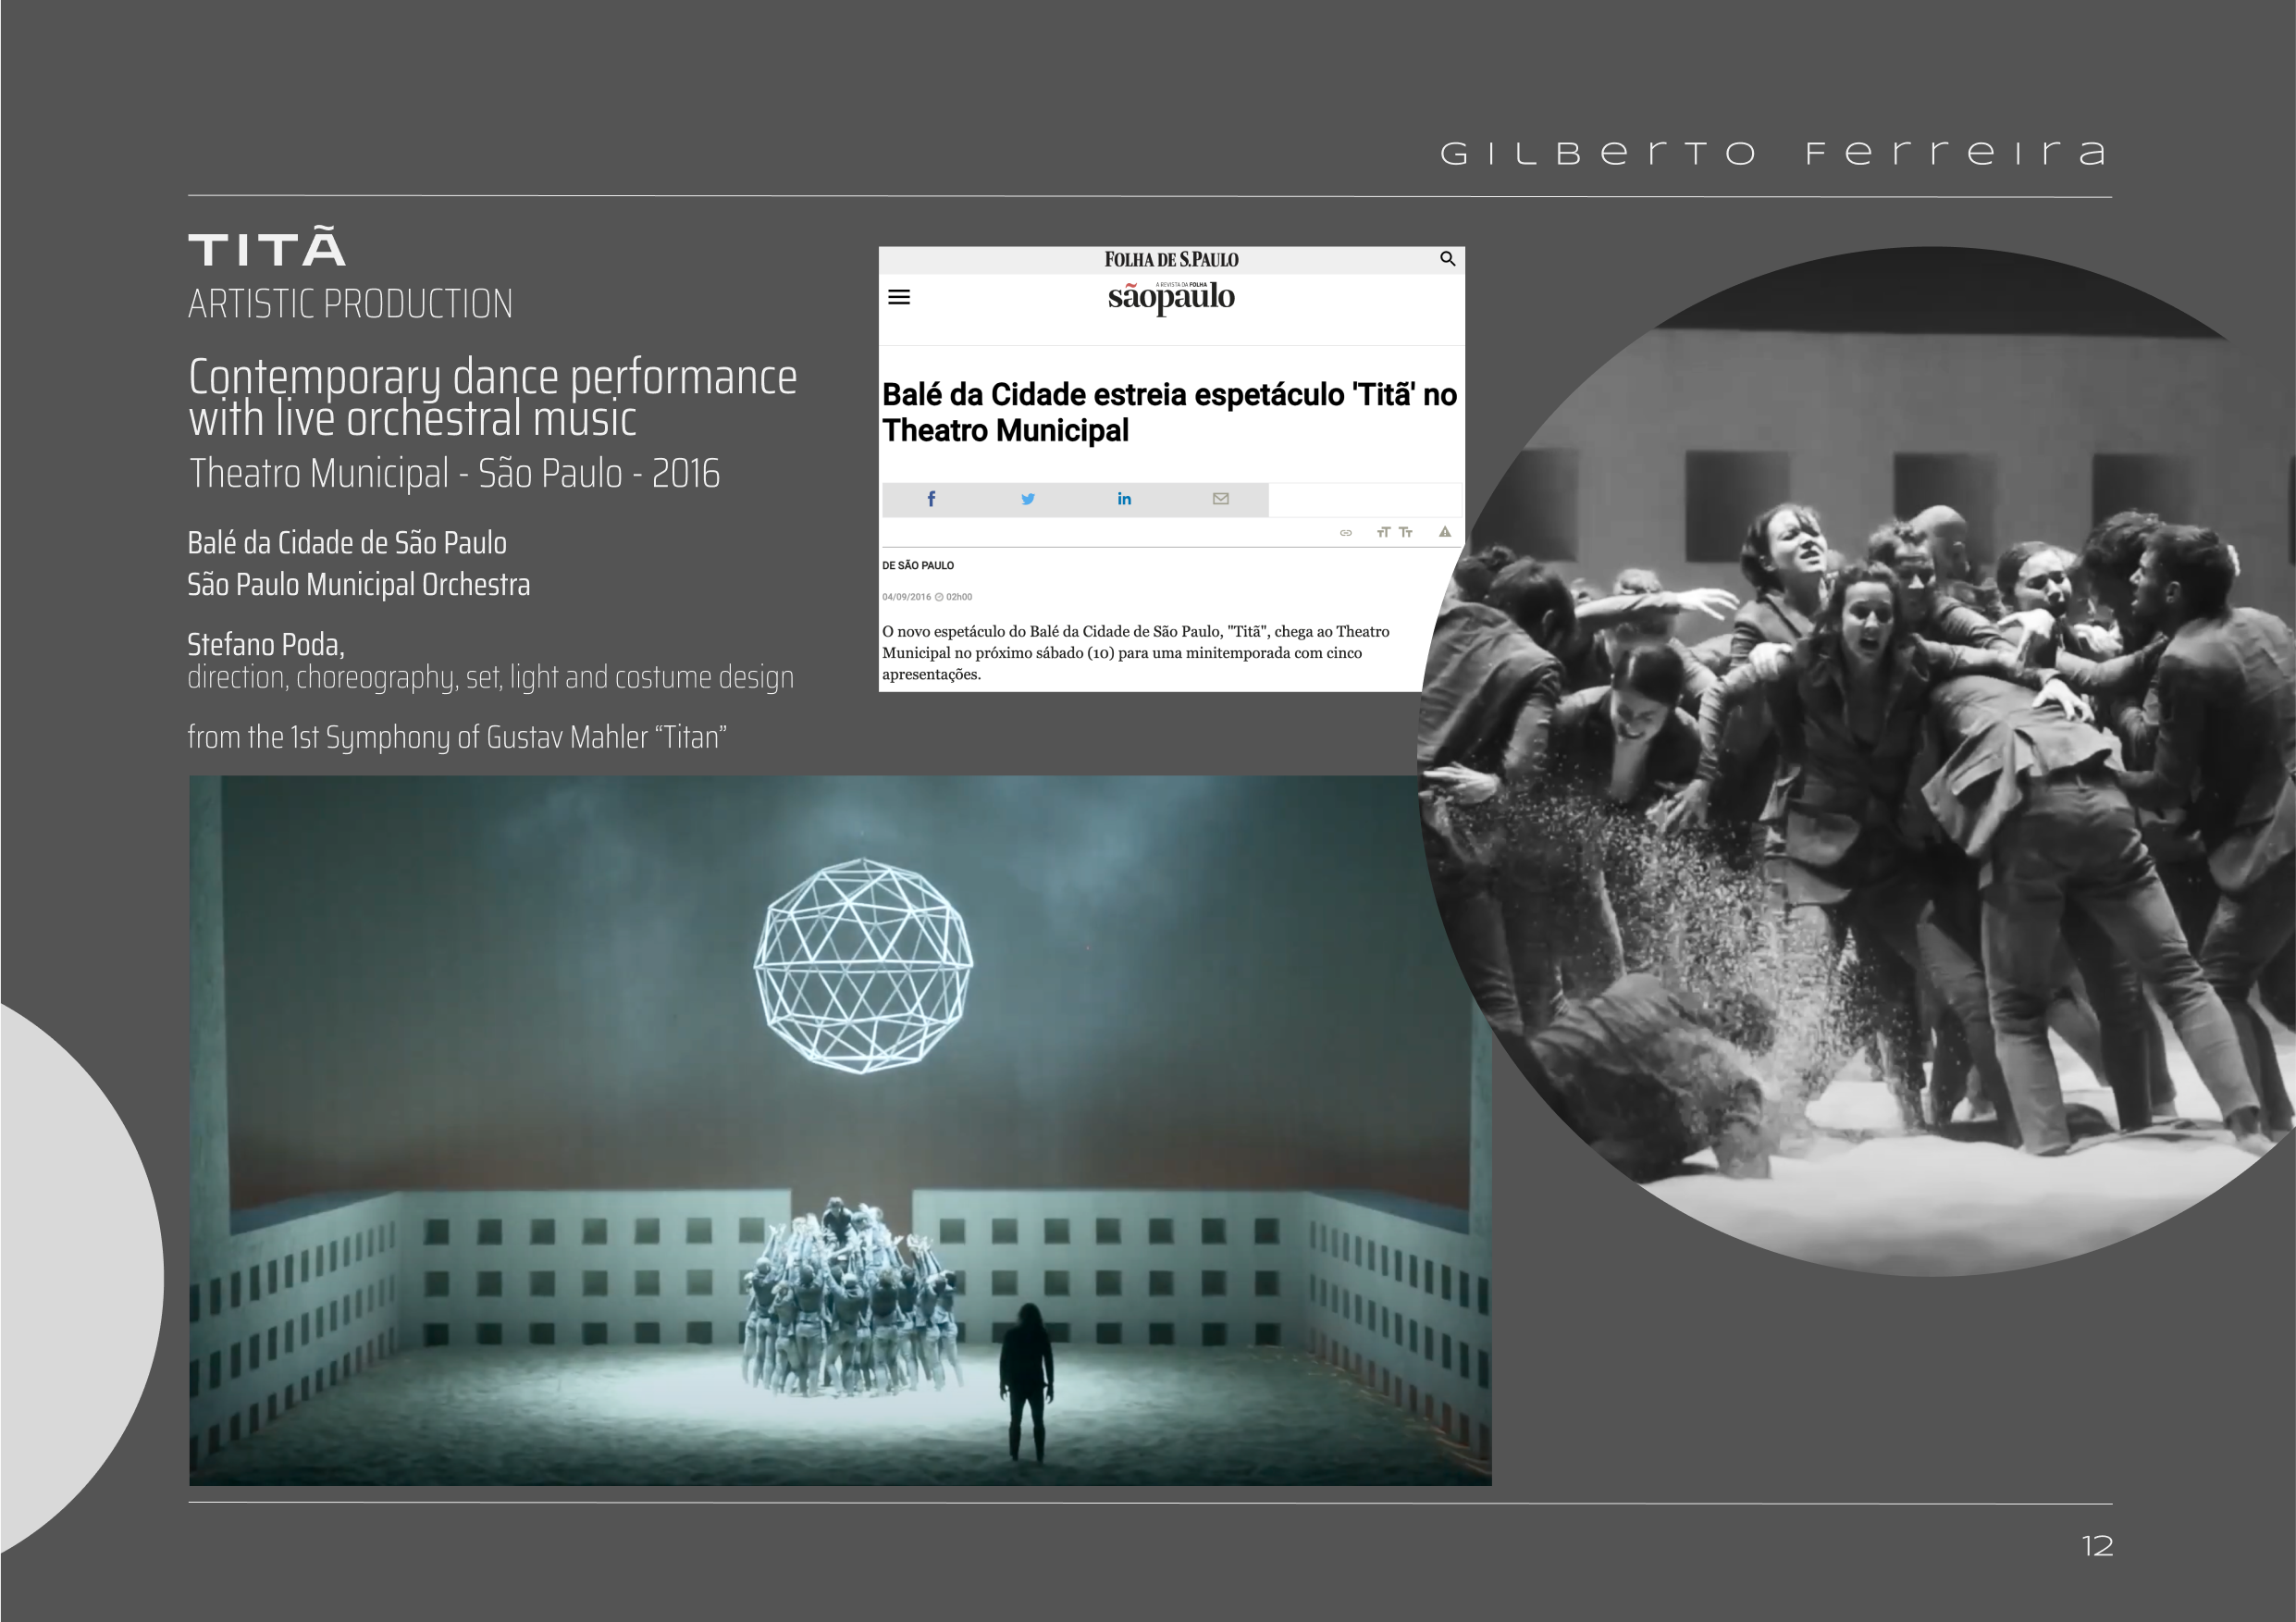 GILBerTO Ferreira
TITÃ
ARTISTIC PRODUCTION
Contemporary dance performance
with live orchestral music
Theatro Municipal - São Paulo - 2016
Balé da Cidade de São Paulo
São Paulo Municipal Orchestra
Stefano Poda,
direction, choreography, set, light and costume design
from the 1st Symphony of Gustav Mahler “Titan”
FOLHA DE S.PAULO
A REVISTA DA FOLHA
sãopaulo
Balé da Cidade estreia espetáculo 'Titã' no
Theatro Municipal
DE SÃO PAULO
04/09/2016 02h00
O novo espetáculo do Balé da Cidade de São Paulo, "Titã", chega ao Theatro
Municipal no próximo sábado (10) para uma minitemporada com cinco
apresentações.
12